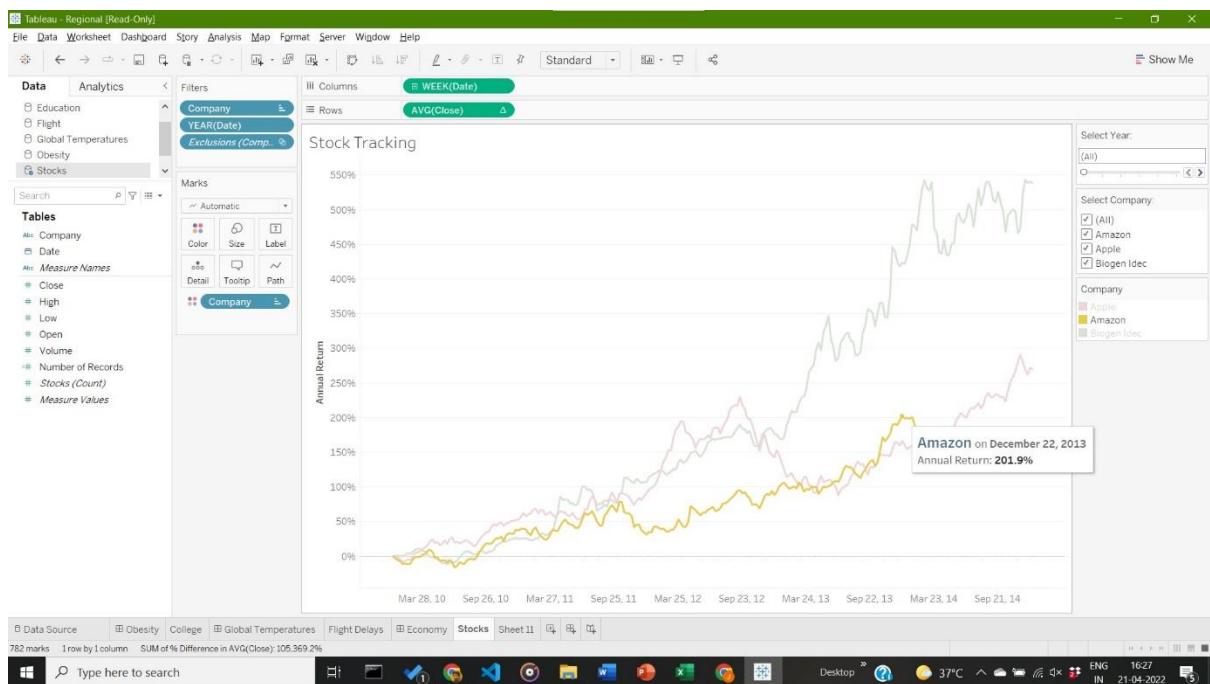 Tableau - Regional [Read-Only]
File Data Worksheet Dashboard Story Analysis Map Format Server Window Help
Standard
Show Me
Data Analytics
Education
Flight
Global Temperatures
Obesity
Stocks
Search
Tables
Abc Company
Date
Abc Measure Names
# Close
# High
# Low
# Open
# Volume
=# Number of Records
# Stocks (Count)
# Measure Values
Filters
Company
YEAR(Date)
Exclusions (Comp..
Marks
Automatic
Color Size Label
Detail Tooltip Path
Company
Columns
WEEK(Date)
Rows
AVG(Close) Δ
Stock Tracking
Annual Return
550%
500%
450%
400%
350%
300%
250%
200%
150%
100%
50%
0%
Mar 28, 10 Sep 26, 10 Mar 27, 11 Sep 25, 11 Mar 25, 12 Sep 23, 12 Mar 24, 13 Sep 22, 13 Mar 23, 14 Sep 21, 14
Amazon on December 22, 2013
Annual Return: 201.9%
Select Year:
(All)
Select Company:
(All)
Amazon
Apple
Biogen Idec
Company
Apple
Amazon
Biogen Idec
Data Source Obesity College Global Temperatures Flight Delays Economy Stocks Sheet 11
782 marks 1 row by 1 column SUM of % Difference in AVG(Close): 105,369.2%
Type here to search
Desktop
37°C
ENG
IN
16:27
21-04-2022